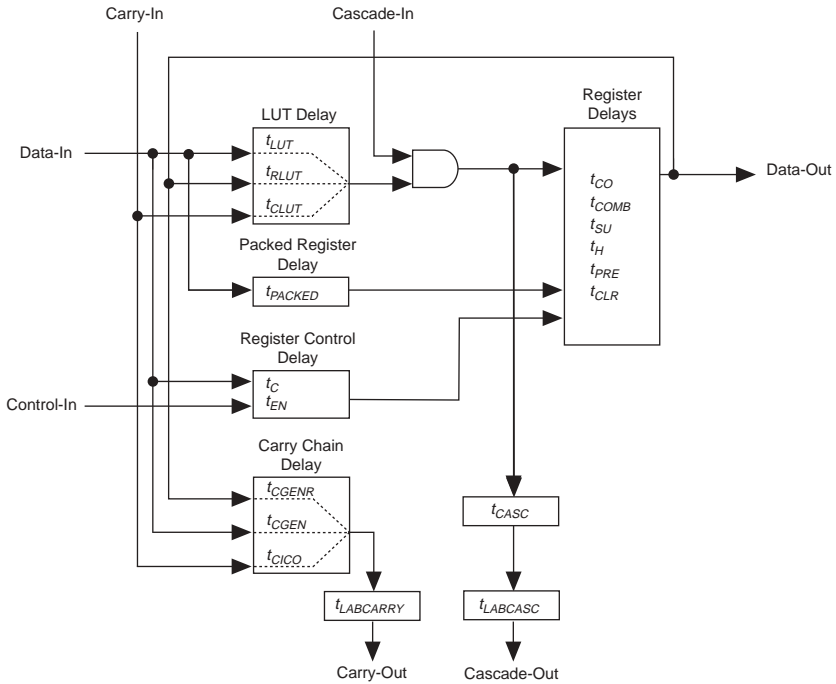 Carry-In
Cascade-In
LUT Delay
Register
Delays
Data-In
tLUT
tRLUT
tCLUT
Data-Out
tCO
tCOMB
tSU
tH
tPRE
tCLR
Packed Register
Delay
tPACKED
Register Control
Delay
tC
tEN
Control-In
Carry Chain
Delay
tCGENR
tCGEN
tCICO
tCASC
tLABCARRY
tLABCASC
Carry-Out
Cascade-Out